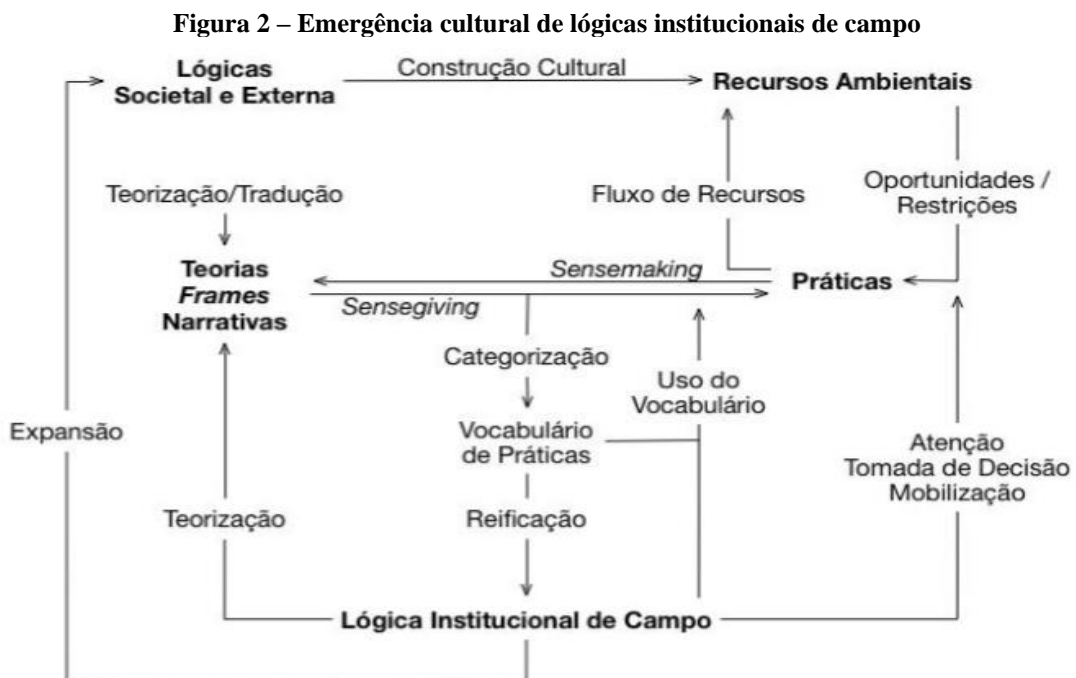 Figura 2 – Emergência cultural de lógicas institucionais de campo
Lógicas
Societal e Externa
Construção Cultural
Recursos Ambientais
Teorização/Tradução
Fluxo de Recursos
Oportunidades /
Restrições
Teorias
Frames
Narrativas
Sensemaking
Sensegiving
Práticas
Categorização
Uso do
Vocabulário
Expansão
Vocabulário
de Práticas
Atenção
Tomada de Decisão
Mobilização
Teorização
Reificação
Lógica Institucional de Campo